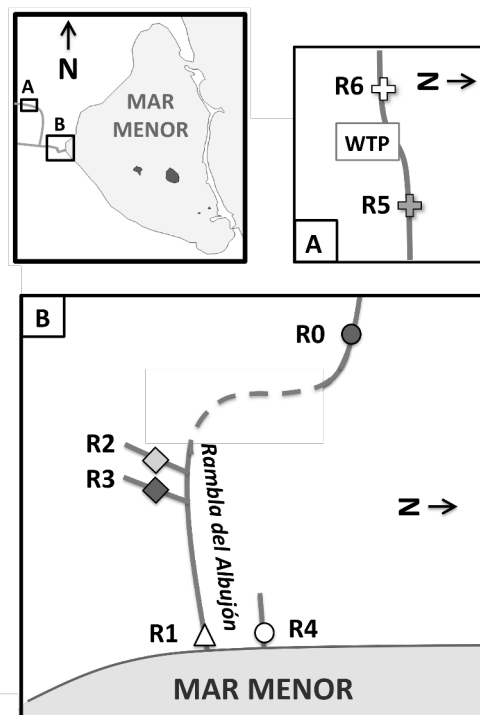 N
A
B
MAR
MENOR
R6
N
WTP
R5
A
B
R0
R2
R3
Rambla del Albujón
N
R1
R4
MAR MENOR